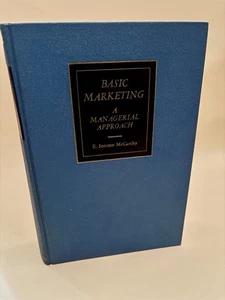 BASIC
MARKETING
A
MANAGERIAL
APPROACH
E. Jerome McCarthy